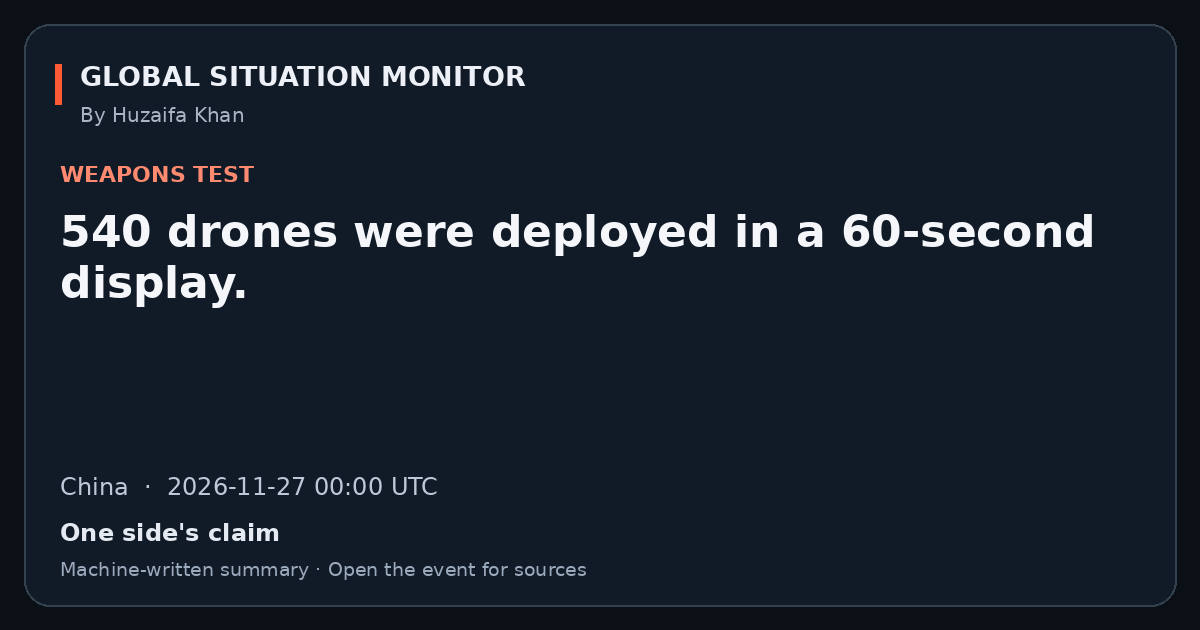 GLOBAL SITUATION MONITOR
By Huzaifa Khan
WEAPONS TEST
540 drones were deployed in a 60-second
display.
China · 2026-11-27 00:00 UTC
One side's claim
Machine-written summary · Open the event for sources